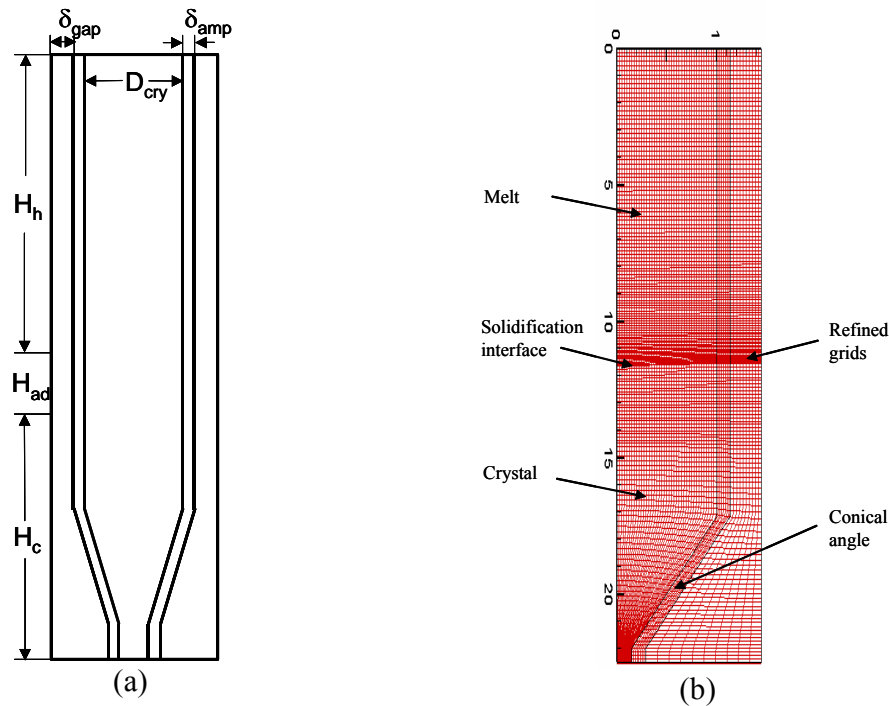 δgap
δamp
Dcry
Hh
Had
Hc
(a)
0
1
0
5
10
15
20
Melt
Solidification
interface
Refined
grids
Crystal
Conical
angle
(b)